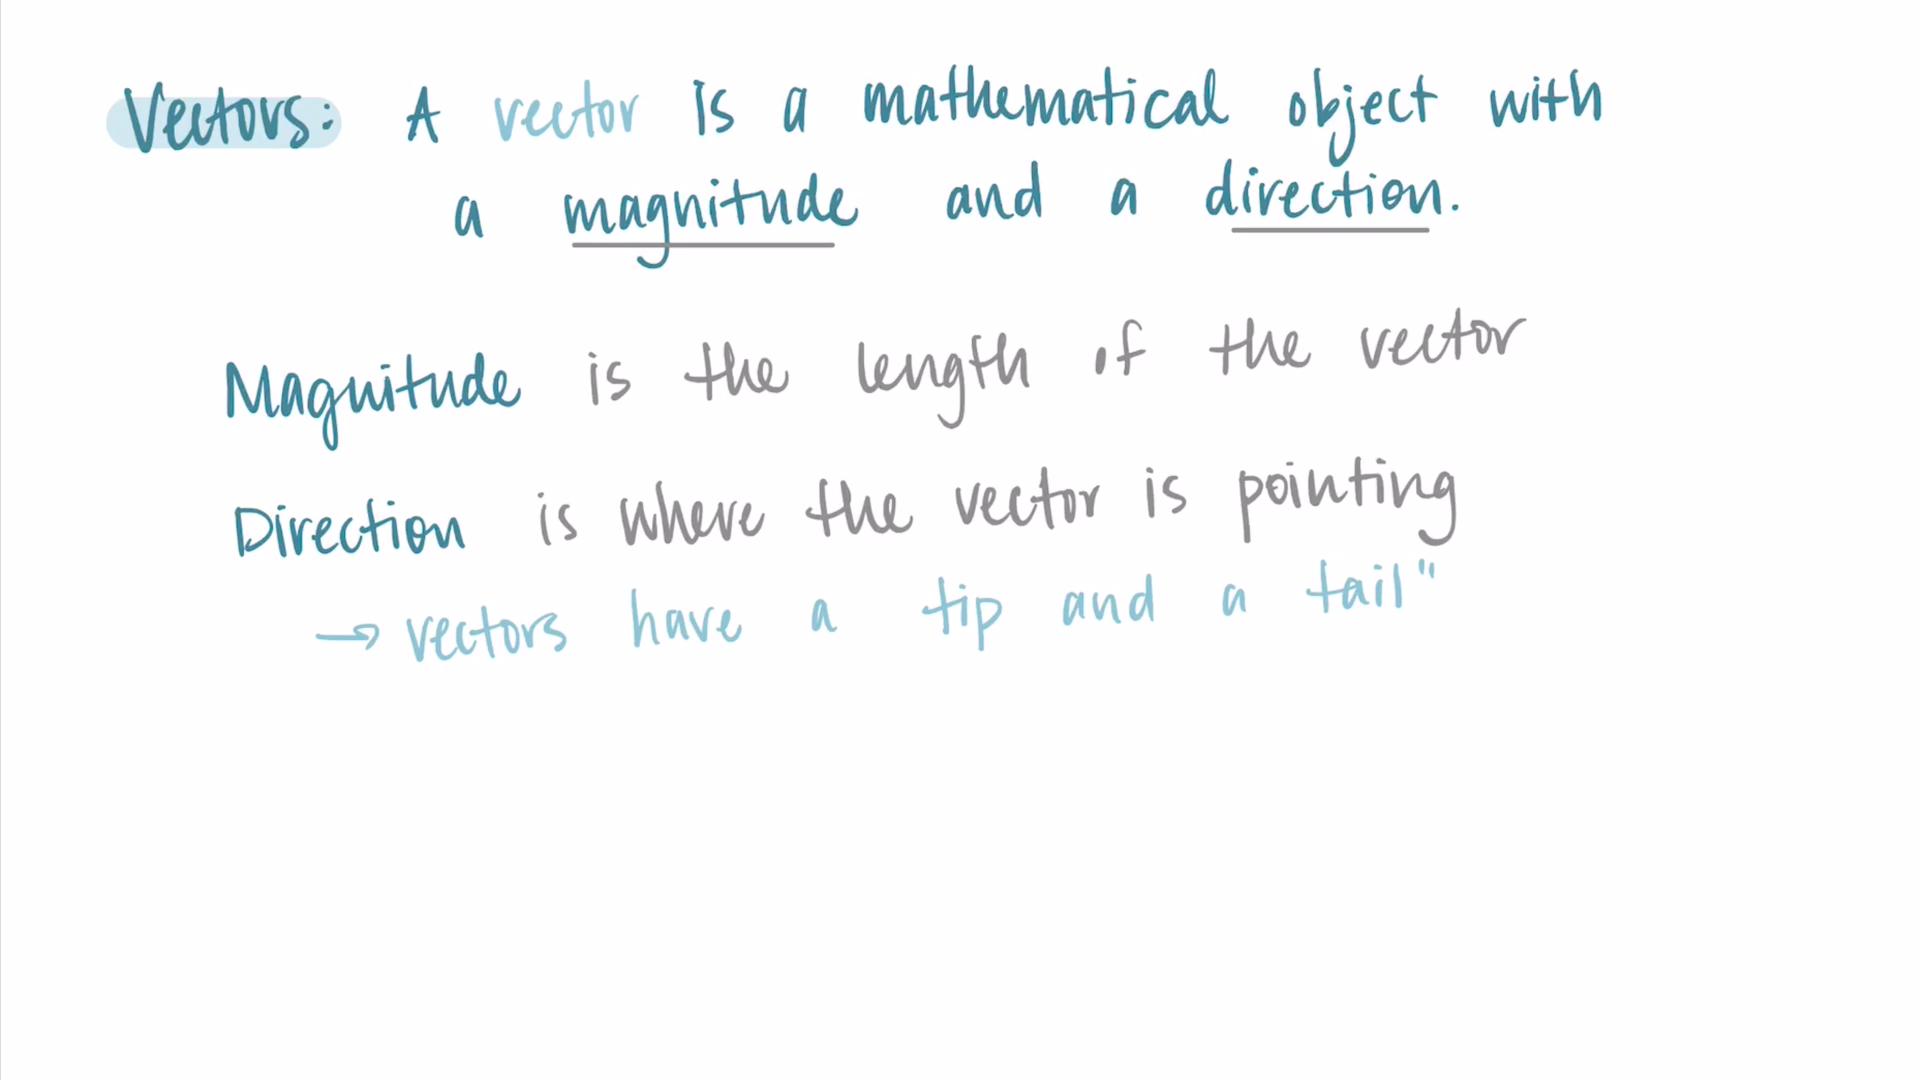 Vectors: A vector is a mathematical object with
a magnitude and a direction.
Magnitude is the length of the vector
Direction is where the vector is pointing
→ vectors have a tip and a tail"